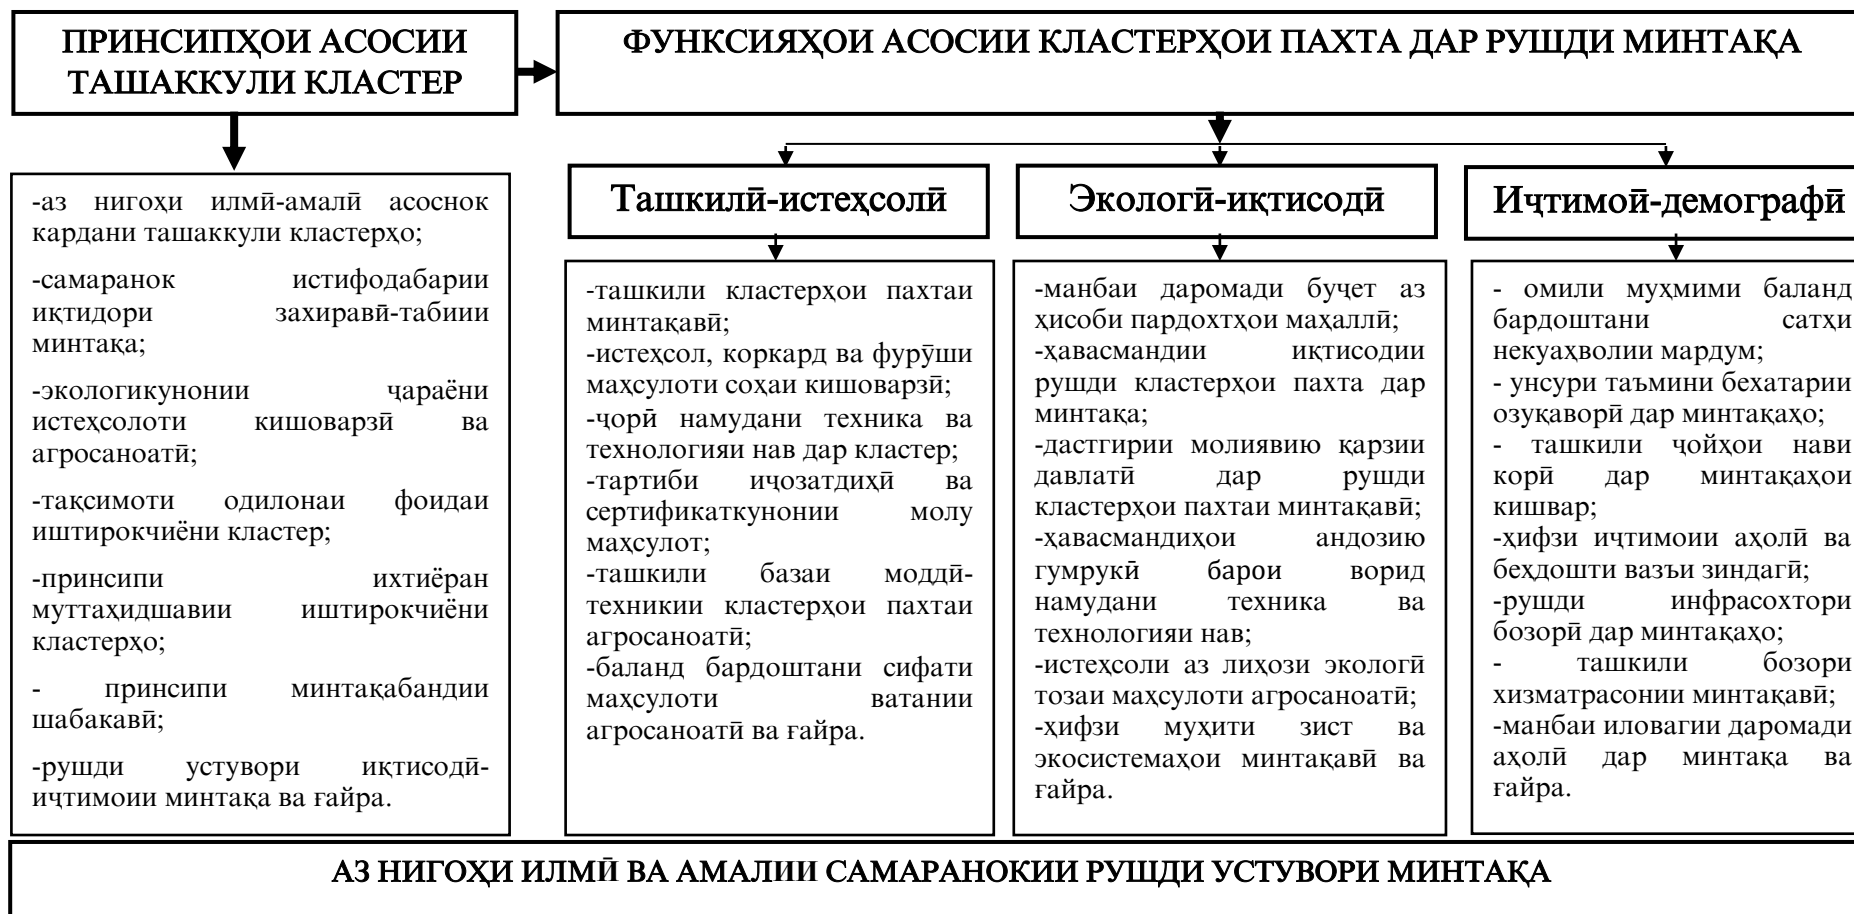 ПРИНСИПҲОИ АСОСИИ
ТАШАККУЛИ КЛАСТЕР
ФУНКСИЯҲОИ АСОСИИ КЛАСТЕРҲОИ ПАХТА ДАР РУШДИ МИНТАҚА
-аз нигоҳи илмӣ-амалӣ асоснок
кардани ташаккули кластерҳо;
-самаранок истифодабарии
иқтидори захиравӣ-табиии
минтақа;
-экологикунонии ҷараёни
истеҳсолоти кишоварзӣ ва
агросаноатӣ;
-тақсимоти одилонаи фоидаи
иштирокчиёни кластер;
-принсипи ихтиёран
муттаҳидшавии иштирокчиёни
кластерҳо;
- принсипи минтақабандии
шабакавӣ;
-рушди устувори иқтисодӣ-
иҷтимоии минтақа ва ғайра.
Ташкилӣ-истеҳсолӣ
-ташкили кластерҳои пахтаи
минтақавӣ;
-истеҳсол, коркард ва фурӯши
маҳсулоти соҳаи кишоварзӣ;
-ҷорӣ намудани техника ва
технологияи нав дар кластер;
-тартиби иҷозатдиҳӣ ва
сертификаткунонии молу
маҳсулот;
-ташкили базаи моддӣ-
техникии кластерҳои пахтаи
агросаноатӣ;
-баланд бардоштани сифати
маҳсулоти ватании
агросаноатӣ ва ғайра.
Экологӣ-иқтисодӣ
-манбаи даромади буҷет аз
ҳисоби пардохтҳои маҳаллӣ;
-ҳавасмандии иқтисодии
рушди кластерҳои пахта дар
минтақа;
-дастгирии молиявию қарзии
давлатӣ дар рушди
кластерҳои пахтаи минтақавӣ;
-ҳавасмандиҳои андозию
гумрукӣ барои ворид
намудани техника ва
технологияи нав;
-истеҳсоли аз лиҳози экологӣ
тозаи маҳсулоти агросаноатӣ;
-ҳифзи муҳити зист ва
экосистемаҳои минтақавӣ ва
ғайра.
Иҷтимоӣ-демографӣ
- омили муҳмими баланд
бардоштани сатҳи
некуаҳволии мардум;
- унсури таъмини бехатарии
озуқаворӣ дар минтақаҳо;
- ташкили ҷойҳои нави
корӣ дар минтақаҳои
кишвар;
-ҳифзи иҷтимоии аҳолӣ ва
беҳдошти вазъи зиндагӣ;
-рушди инфрасохтори
бозорӣ дар минтақаҳо;
- ташкили бозори
хизматрасонии минтақавӣ;
-манбаи иловагии даромади
аҳолӣ дар минтақа ва
ғайра.
АЗ НИГОҲИ ИЛМӢ ВА АМАЛИИ САМАРАНОКИИ РУШДИ УСТУВОРИ МИНТАҚА